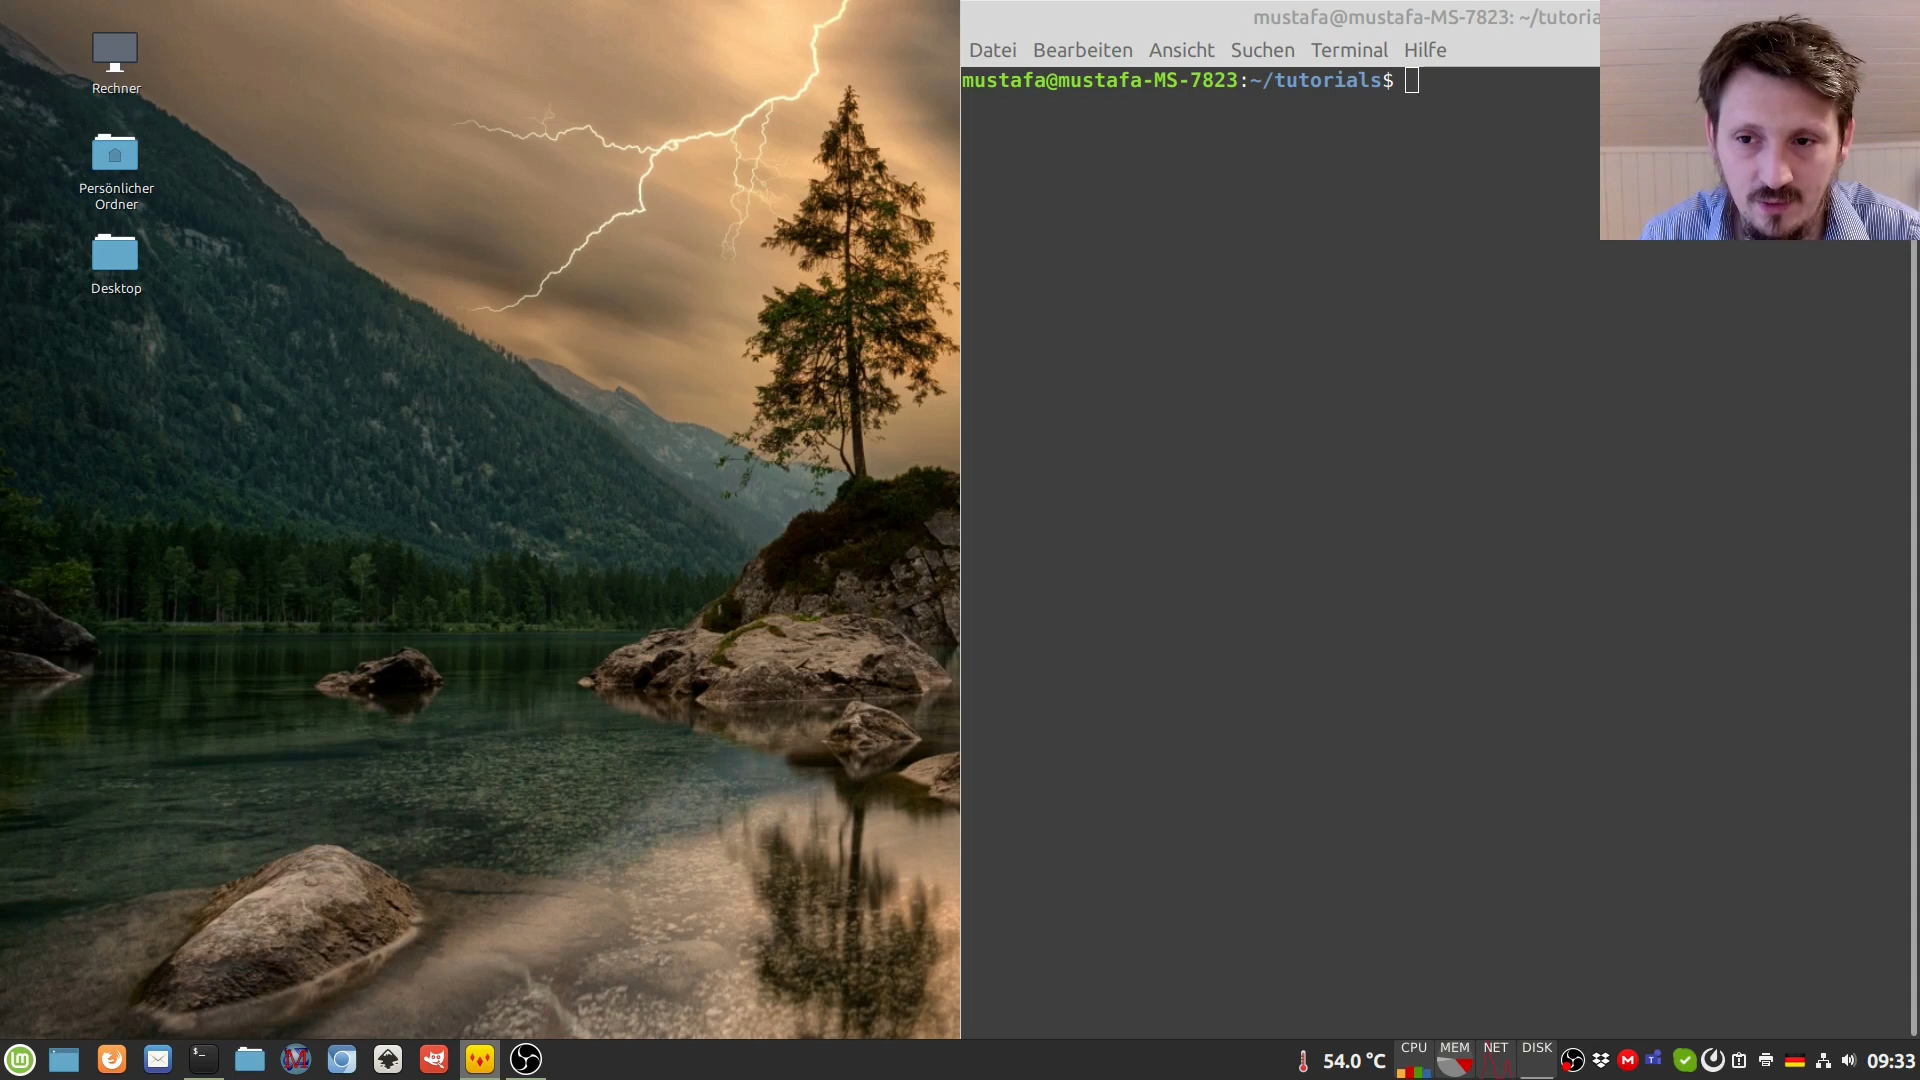 Rechner
Persönlicher
Ordner
Desktop
mustafa@mustafa-MS-7823: ~/tutoria
Datei Bearbeiten Ansicht Suchen Terminal Hilfe
mustafa@mustafa-MS-7823:~/tutorials$
54.0 °C
CPU MEM NET DISK
09:33